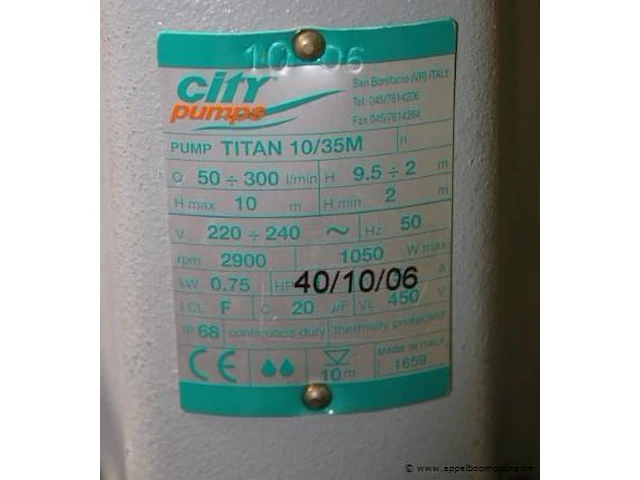 10 06
city
pumps
San Bonifacio (VR) ITALY
Tel. 045/7614206
Fax 045/7614264
PUMP TITAN 10/35M n
Q 50 ÷ 300 l/min H 9.5 ÷ 2 m
H max 10 m H min 2 m
V 220 ÷ 240 ~ Hz 50
rpm 2900 1050 W max
kW 0.75 HP 40/10/06 A
I.CL F C 20 µF VL 450 V
IP 68 continuous duty thermally protected
CE 10 m MADE IN ITALY
1659
© www.appelboomonline.be